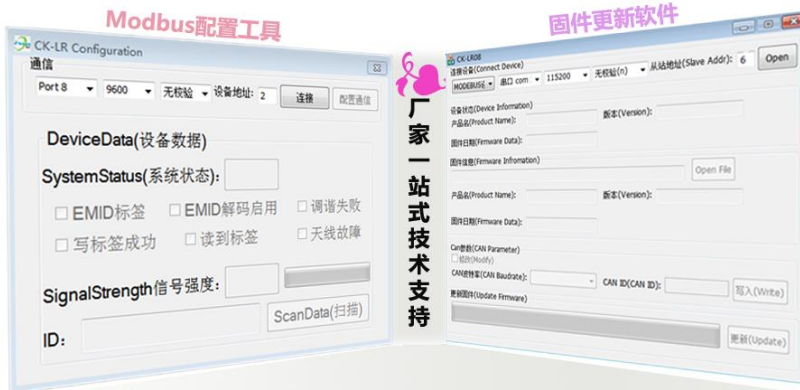 Modbus配置工具
CK-LR Configuration
通信
Port 8 9600 无校验 设备地址: 2 连接 配置通信
DeviceData(设备数据)
SystemStatus(系统状态):
EMID标签 EMID解码启用 调谐失败
写标签成功 读到标签 天线故障
SignalStrength信号强度:
ScanData(扫描)
ID:
厂家一站式技术支持
固件更新软件
CK-LR08
连接设备(Connect Device)
串口 com 115200 无校验(n) 从站地址(Slave Addr): 6 Open
设备状态(Device Information)
产品名(Product Name): 版本(Version):
固件日期(Firmware Data):
固件信息(Firmware Infromation)
Open File
产品名(Product Name): 版本(Version):
固件日期(Firmware Data):
Can参数(CAN Parameter)
修改(Modify)
CAN波特率(CAN Baudrate): CAN ID(CAN ID): 写入(Write)
更新固件(Update Firmware)
更新(Update)